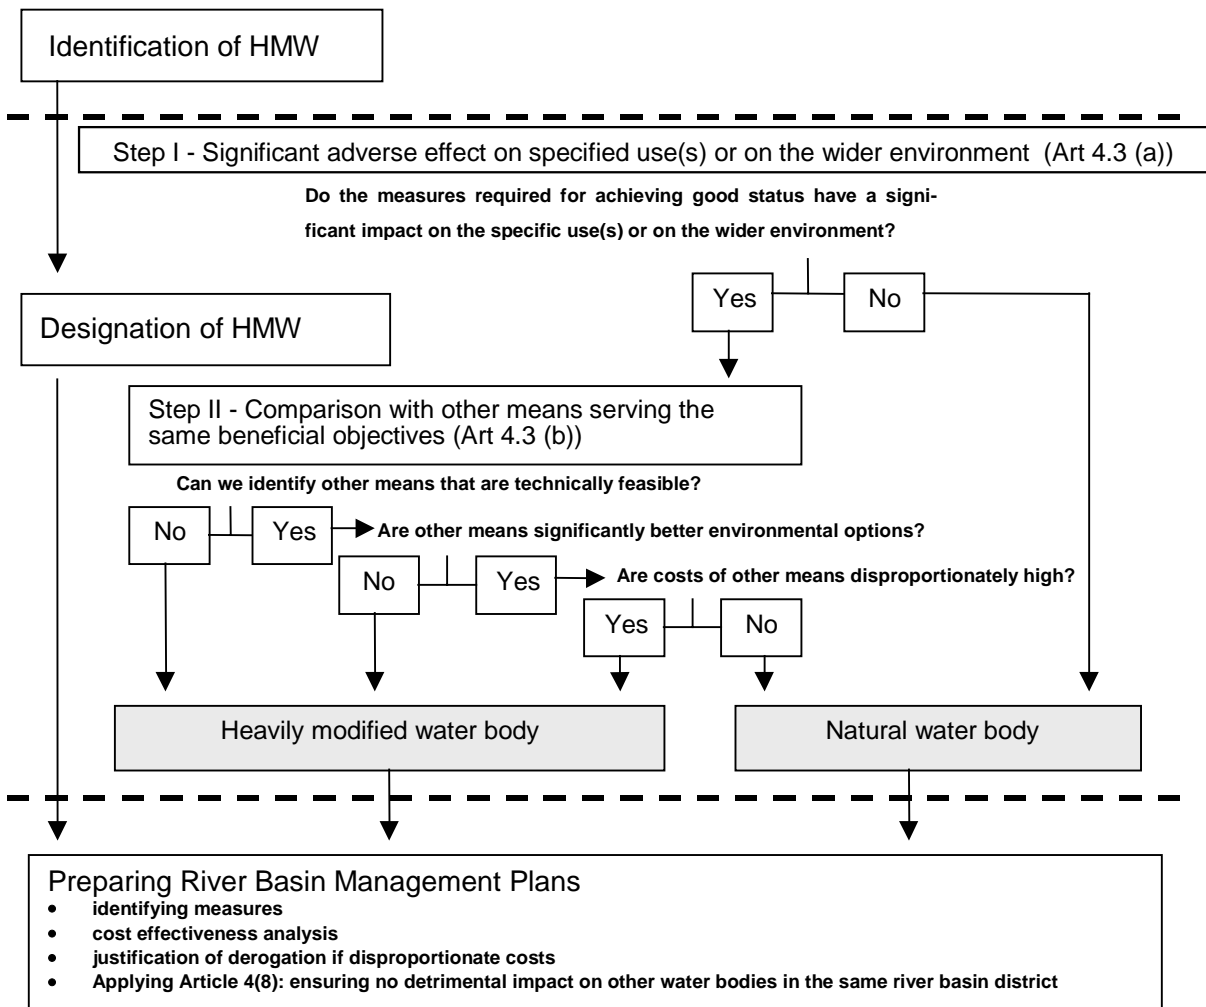 Identification of HMW
Step I - Significant adverse effect on specified use(s) or on the wider environment (Art 4.3 (a))
Do the measures required for achieving good status have a signi-
ficant impact on the specific use(s) or on the wider environment?
Yes
No
Designation of HMW
Step II - Comparison with other means serving the
same beneficial objectives (Art 4.3 (b))
Can we identify other means that are technically feasible?
No
Yes
Are other means significantly better environmental options?
No
Yes
Are costs of other means disproportionately high?
Yes
No
Heavily modified water body
Natural water body
Preparing River Basin Management Plans
• identifying measures
• cost effectiveness analysis
• justification of derogation if disproportionate costs
• Applying Article 4(8): ensuring no detrimental impact on other water bodies in the same river basin district